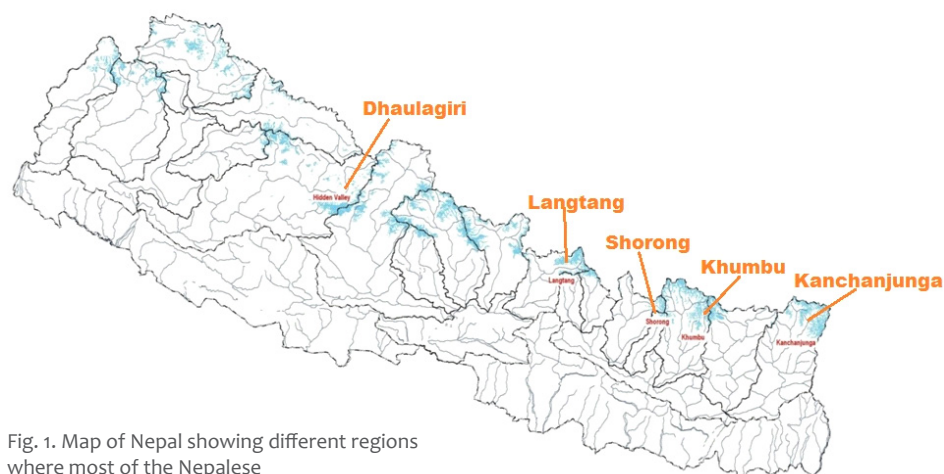 Dhaulagiri
Hidden Valley
Langtang
Langtang
Shorong
Khumbu
Kanchanjunga
Shorong
Khumbu
Kanchanjunga
Fig. 1. Map of Nepal showing different regions
where most of the Nepalese